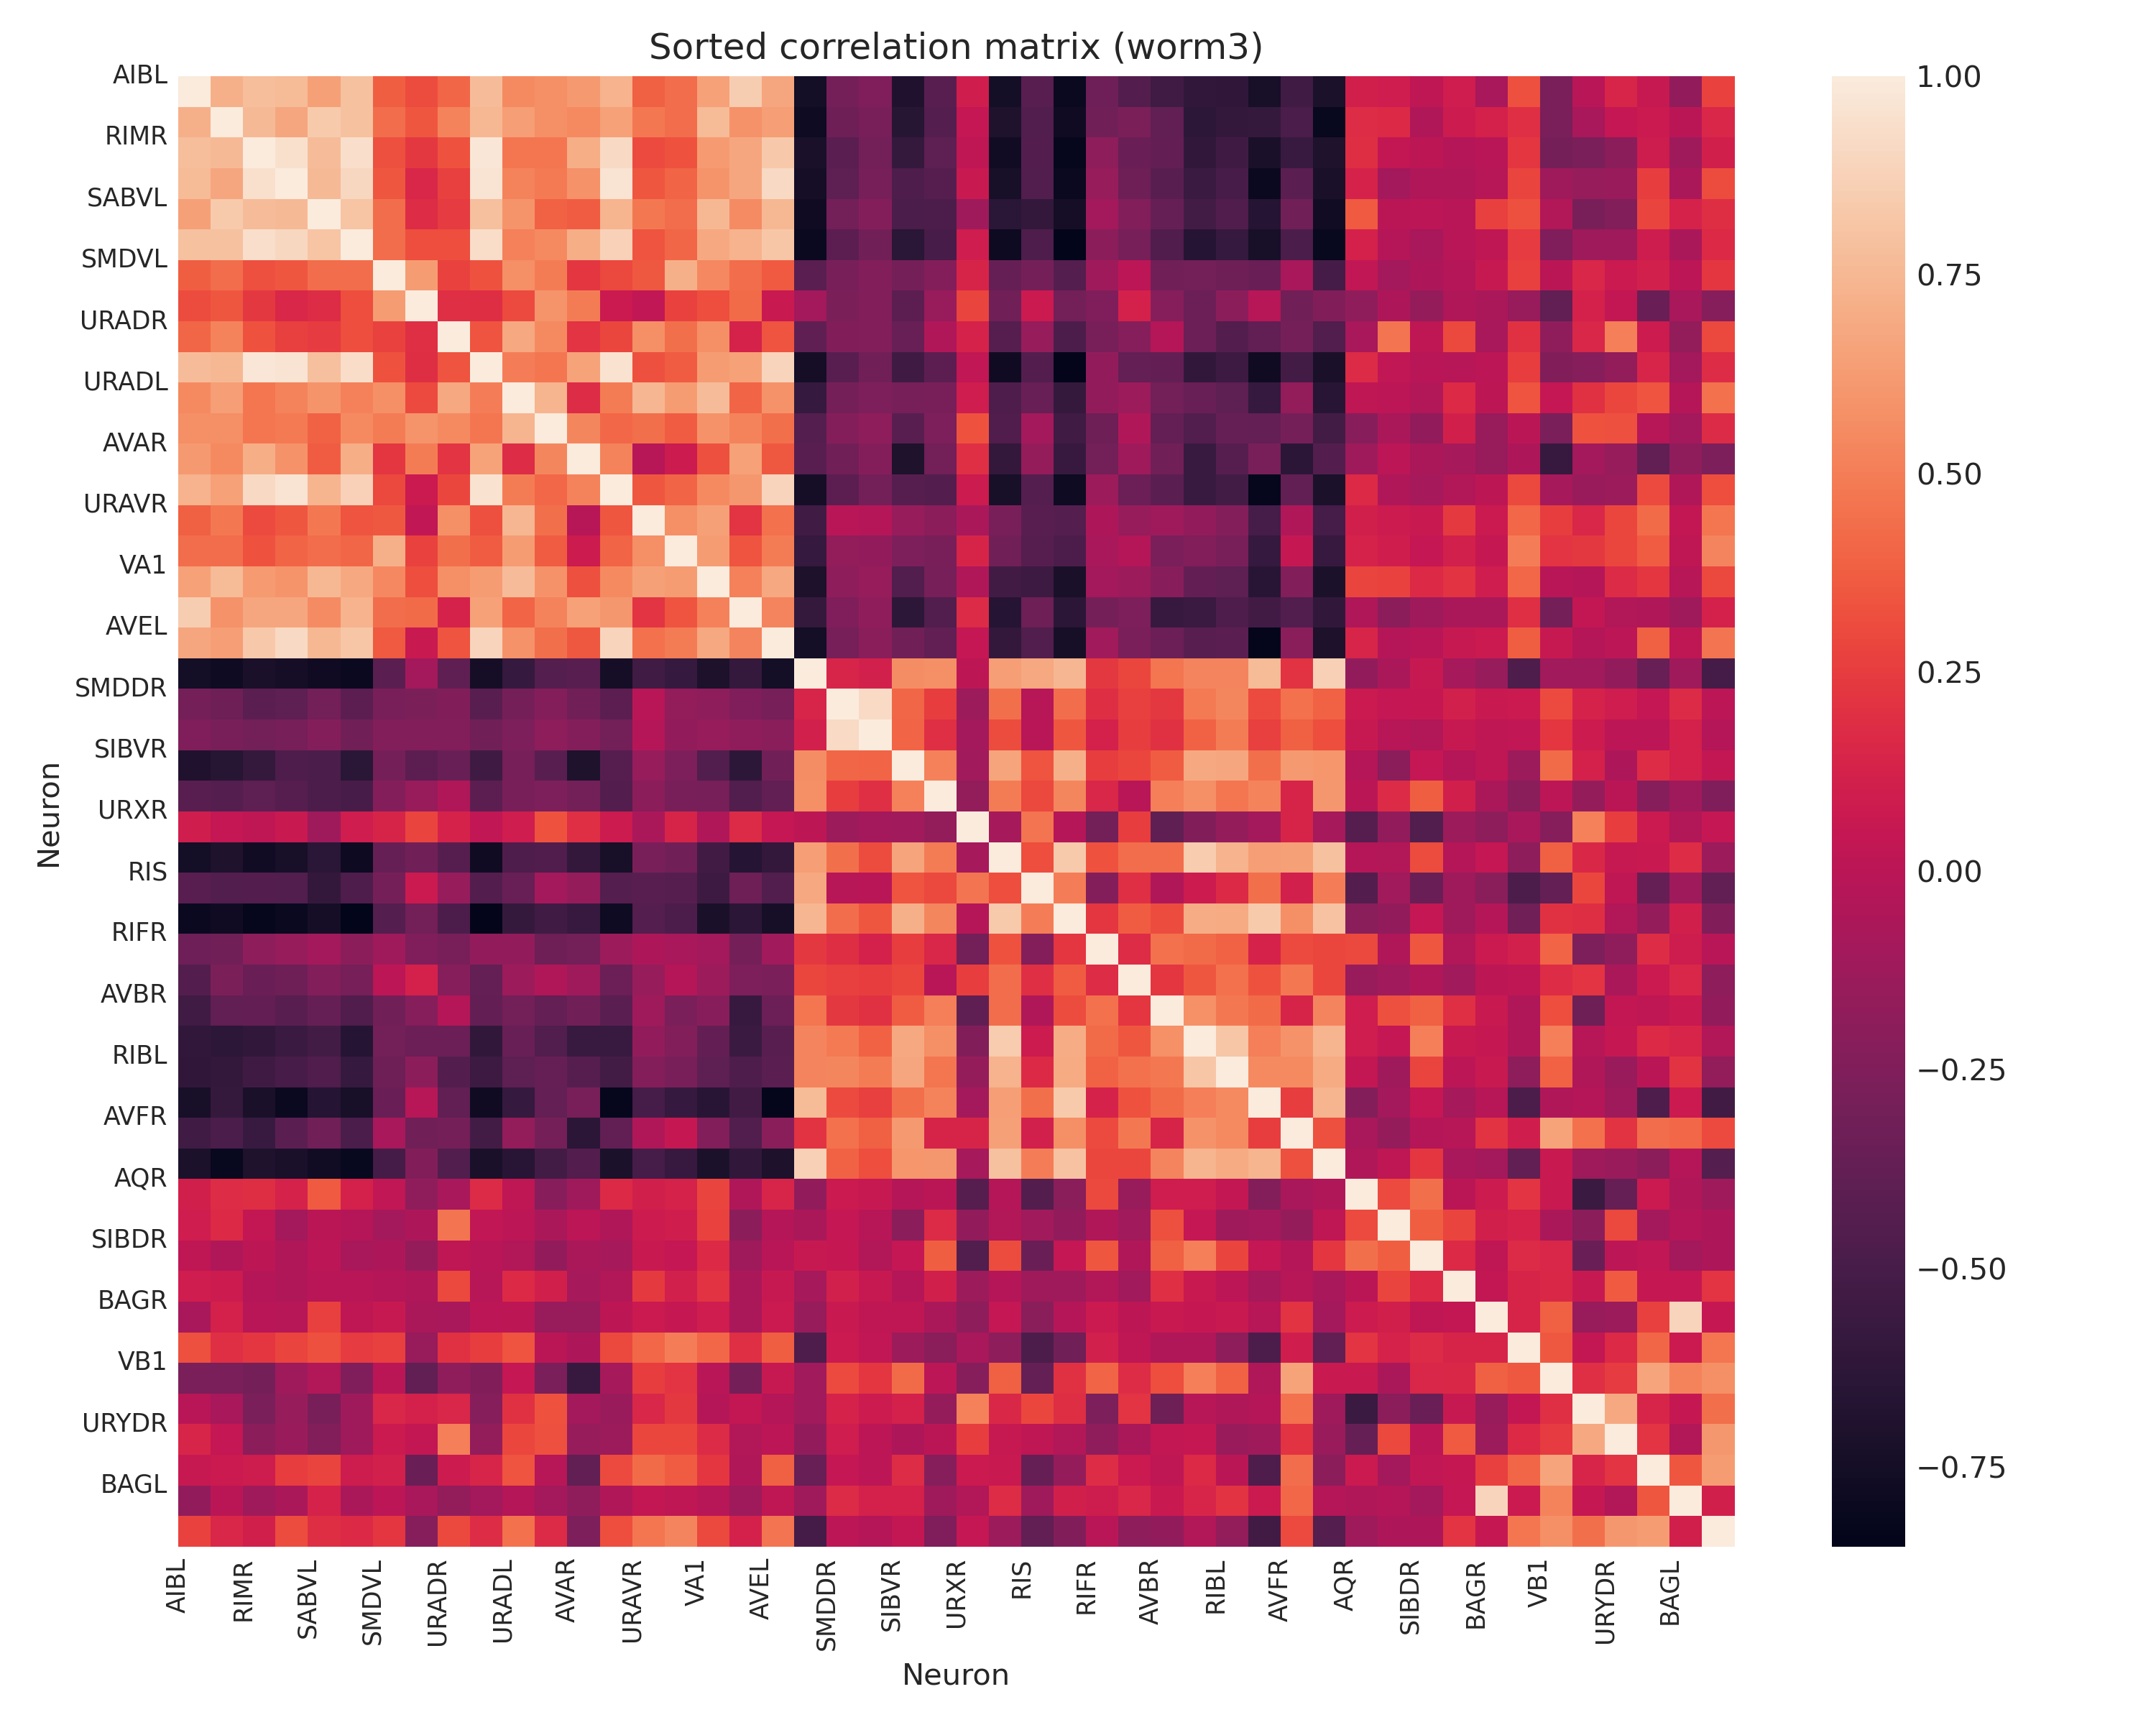 Sorted correlation matrix (worm3)
AIBL
RIMR
SABVL
SMDVL
URADR
URADL
AVAR
URAVR
VA1
AVEL
SMDDR
SIBVR
URXR
RIS
RIFR
AVBR
RIBL
AVFR
AQR
SIBDR
BAGR
VB1
URYDR
BAGL
Neuron
AIBL
RIMR
SABVL
SMDVL
URADR
URADL
AVAR
URAVR
VA1
AVEL
SMDDR
SIBVR
URXR
RIS
RIFR
AVBR
RIBL
AVFR
AQR
SIBDR
BAGR
VB1
URYDR
BAGL
Neuron
1.00
0.75
0.50
0.25
0.00
−0.25
−0.50
−0.75